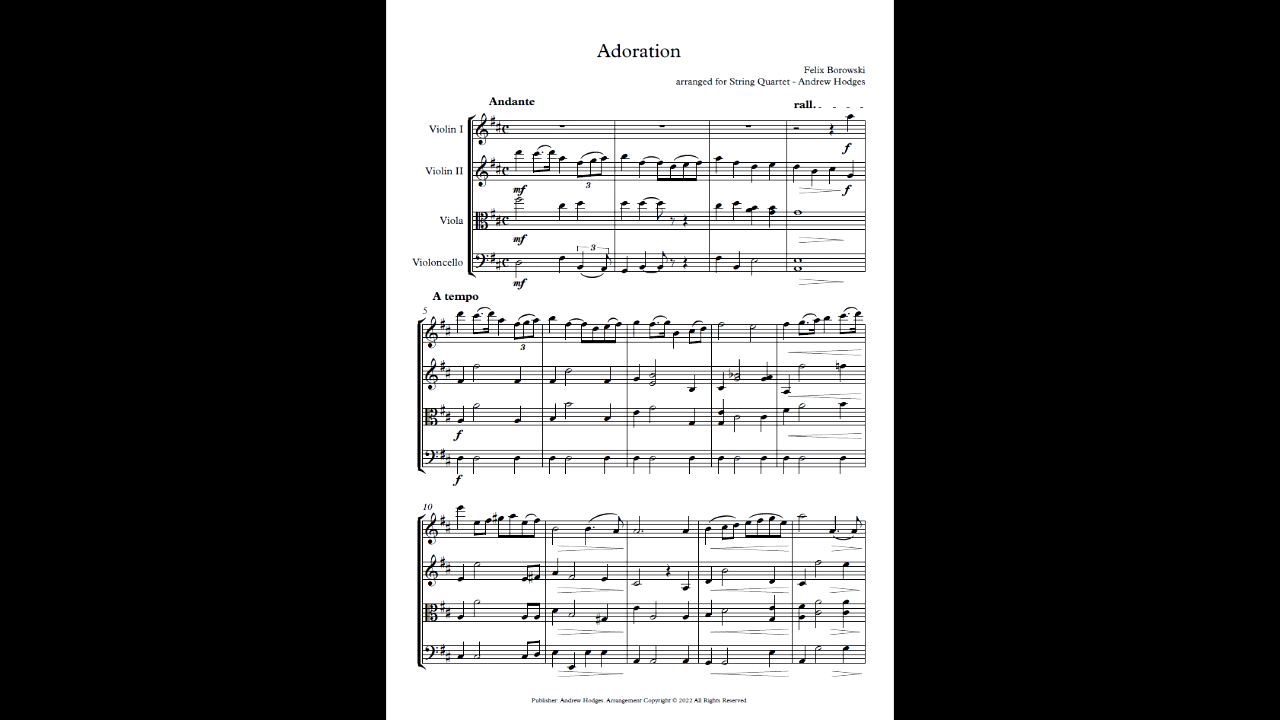 Adoration
Felix Borowski
arranged for String Quartet - Andrew Hodges
Andante
rall.
Violin I
f
Violin II
3
mf
f
Viola
mf
3
Violoncello
mf
A tempo
5
3
f
f
10
Publisher: Andrew Hodges. Arrangement Copyright © 2022 All Rights Reserved